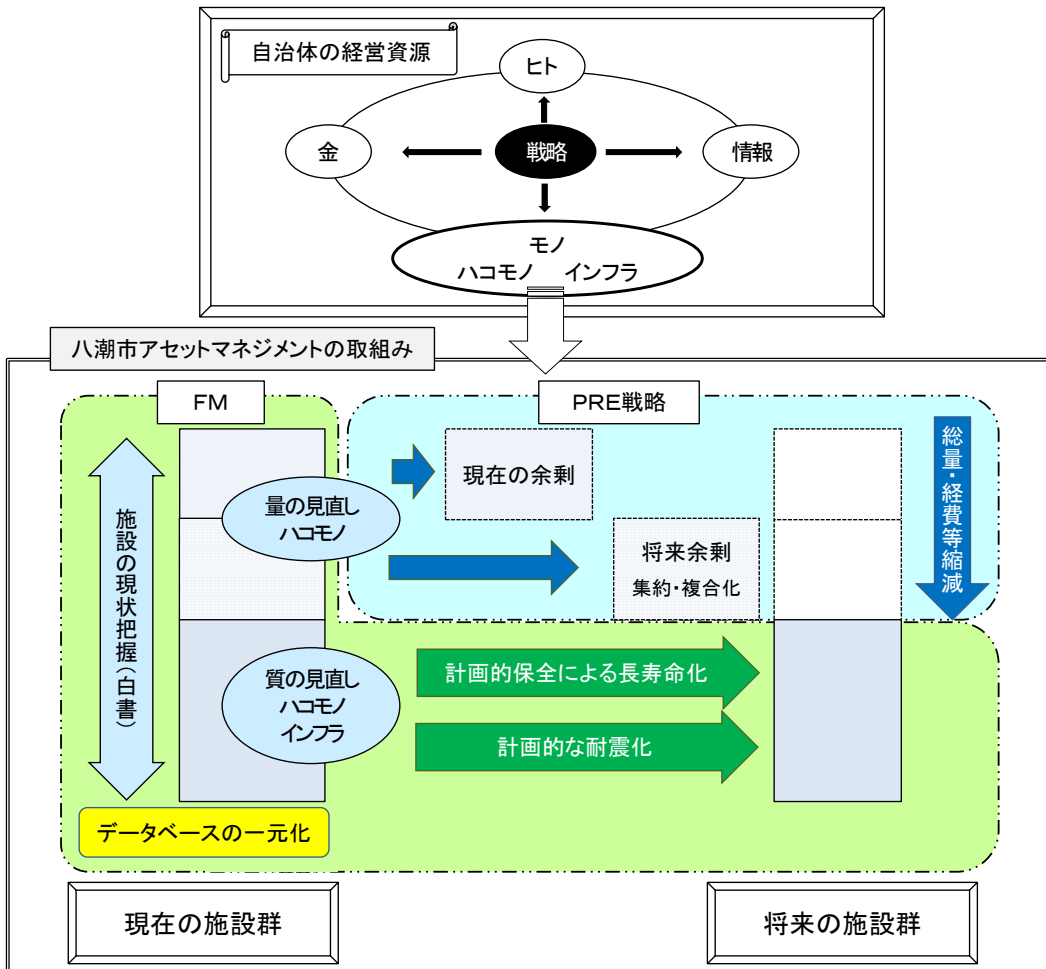 自治体の経営資源
ヒト
金
戦略
情報
モノ
ハコモノ　インフラ
八潮市アセットマネジメントの取組み
ＦＭ
ＰＲＥ戦略
施設の現状把握（白書）
量の見直し
ハコモノ
現在の余剰
将来余剰
集約・複合化
総量・経費等縮減
質の見直し
ハコモノ
インフラ
計画的保全による長寿命化
計画的な耐震化
データベースの一元化
現在の施設群
将来の施設群